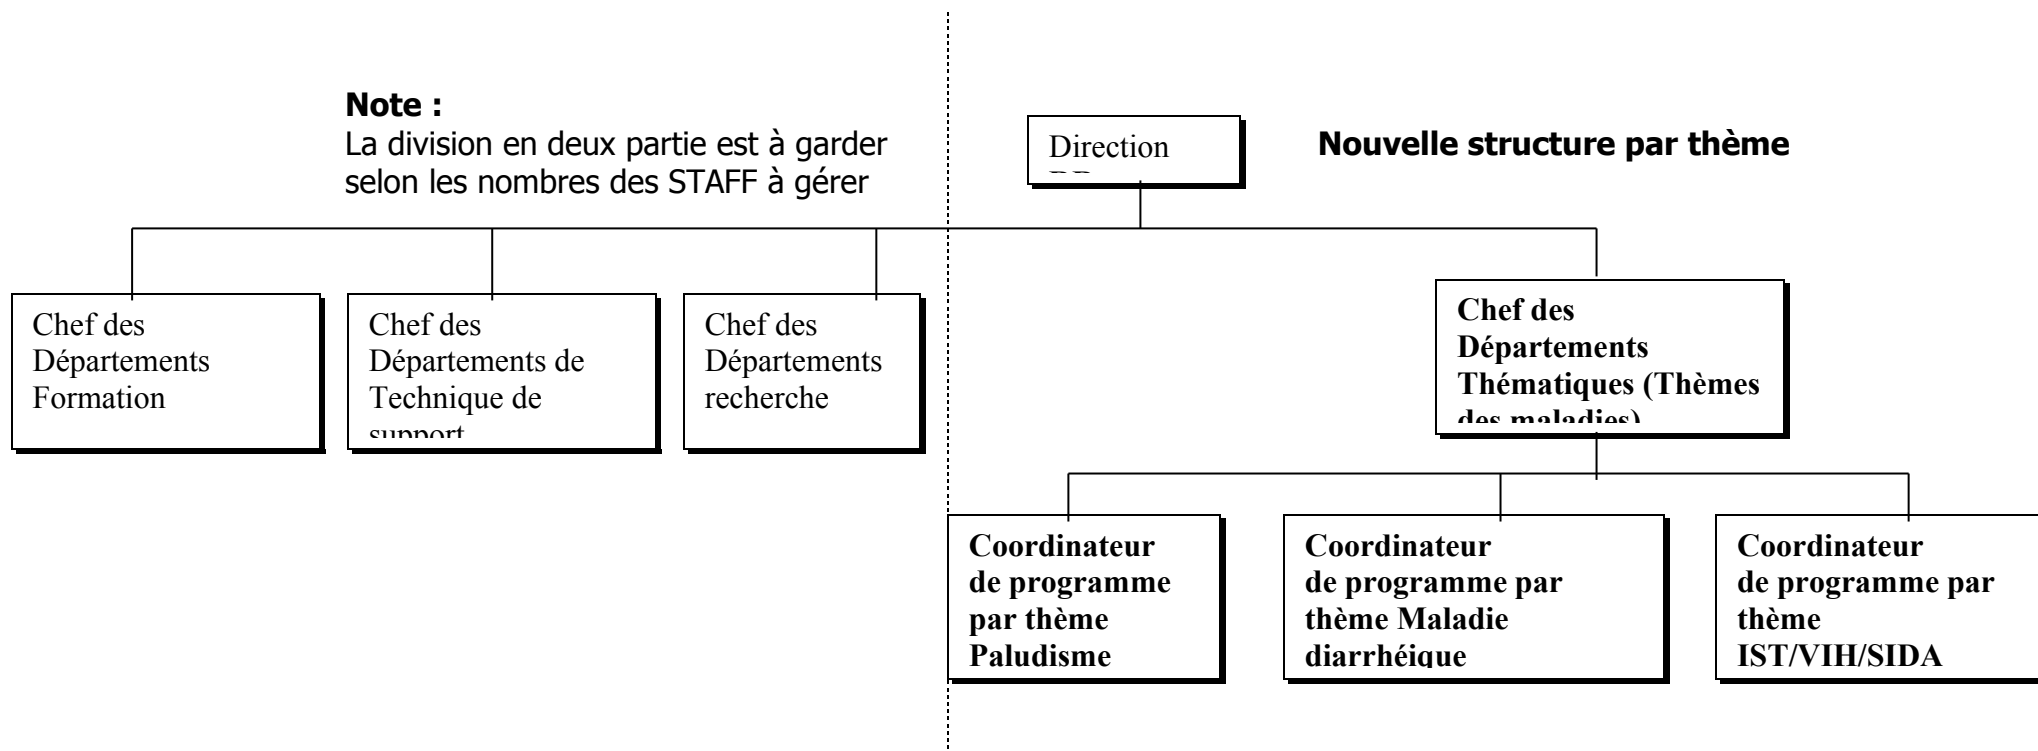 Note :
La division en deux partie est à garder
selon les nombres des STAFF à gérer
Direction
Nouvelle structure par thème
Chef des
Départements
Formation
Chef des
Départements de
Technique de
support
Chef des
Départements
recherche
Chef des
Départements
Thématiques (Thèmes
des maladies)
Coordinateur
de programme
par thème
Paludisme
Coordinateur
de programme par
thème Maladie
diarrhéique
Coordinateur
de programme par
thème
IST/VIH/SIDA